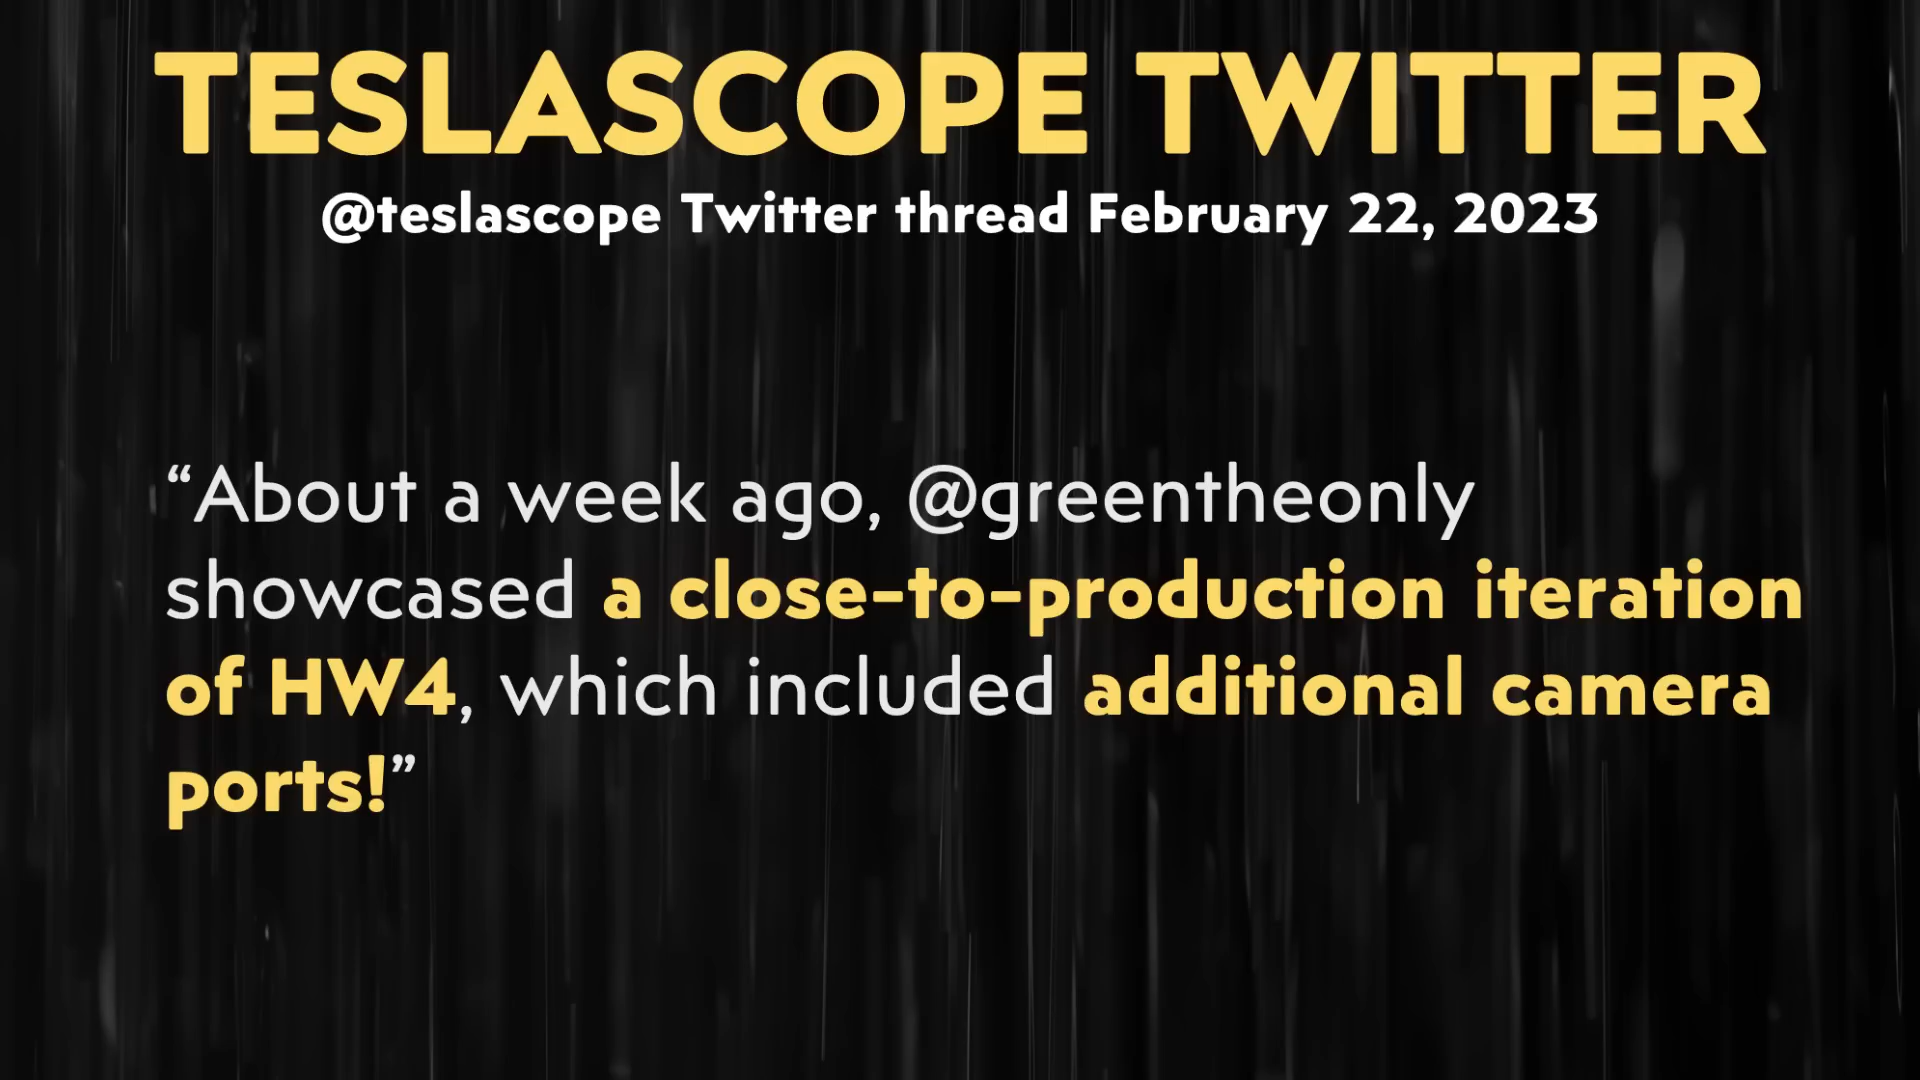 TESLASCOPE TWITTER
@teslascope Twitter thread February 22, 2023
“About a week ago, @greentheonly
showcased a close-to-production iteration
of HW4, which included additional camera
ports!”